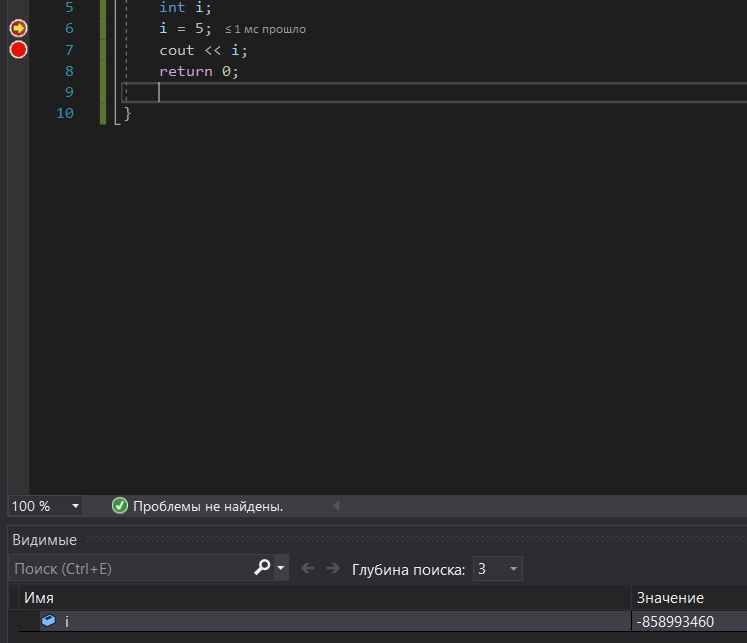 5 int i;
6 i = 5; ≤ 1 мс прошло
7 cout << i;
8 return 0;
9
10 }
100 % Проблемы не найдены.
Видимые
Поиск (Ctrl+E) Глубина поиска: 3
Имя Значение
i -858993460